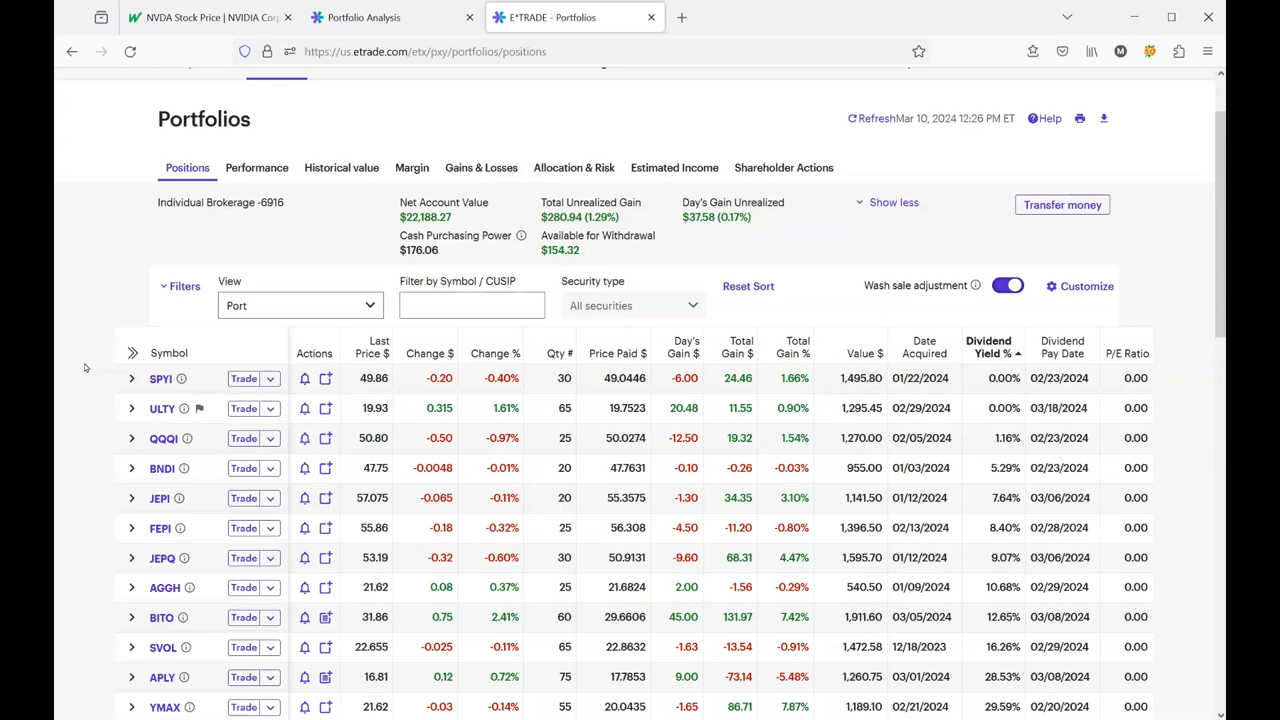 NVDA Stock Price | NVIDIA Corp
Portfolio Analysis
E*TRADE - Portfolios
https://us.etrade.com/etx/pxy/portfolios/positions
Portfolios
Refresh Mar 10, 2024 12:26 PM ET Help
Positions Performance Historical value Margin Gains & Losses Allocation & Risk Estimated Income Shareholder Actions
Individual Brokerage -6916
Net Account Value Total Unrealized Gain Day's Gain Unrealized Show less Transfer money
$22,188.27 $280.94 (1.29%) $37.58 (0.17%)
Cash Purchasing Power Available for Withdrawal
$176.06 $154.32
Filters View Filter by Symbol / CUSIP Security type Reset Sort Wash sale adjustment Customize
Port All securities
Symbol Actions Last Price $ Change $ Change % Qty # Price Paid $ Day's Gain $ Total Gain $ Total Gain % Value $ Date Acquired Dividend Yield % Dividend Pay Date P/E Ratio
SPYI Trade 49.86 -0.20 -0.40% 30 49.0446 -6.00 24.46 1.66% 1,495.80 01/22/2024 0.00% 02/23/2024 0.00
ULTY Trade 19.93 0.315 1.61% 65 19.7523 20.48 11.55 0.90% 1,295.45 02/29/2024 0.00% 03/18/2024 0.00
QQQI Trade 50.80 -0.50 -0.97% 25 50.0274 -12.50 19.32 1.54% 1,270.00 02/05/2024 1.16% 02/23/2024 0.00
BNDI Trade 47.75 -0.0048 -0.01% 20 47.7631 -0.10 -0.26 -0.03% 955.00 01/03/2024 5.29% 02/23/2024 0.00
JEPI Trade 57.075 -0.065 -0.11% 20 55.3575 -1.30 34.35 3.10% 1,141.50 01/12/2024 7.64% 03/06/2024 0.00
FEPI Trade 55.86 -0.18 -0.32% 25 56.308 -4.50 -11.20 -0.80% 1,396.50 02/13/2024 8.40% 02/28/2024 0.00
JEPQ Trade 53.19 -0.32 -0.60% 30 50.9131 -9.60 68.31 4.47% 1,595.70 01/12/2024 9.07% 03/06/2024 0.00
AGGH Trade 21.62 0.08 0.37% 25 21.6824 2.00 -1.56 -0.29% 540.50 01/09/2024 10.68% 02/29/2024 0.00
BITO Trade 31.86 0.75 2.41% 60 29.6606 45.00 131.97 7.42% 1,911.60 03/05/2024 12.65% 03/08/2024 0.00
SVOL Trade 22.655 -0.025 -0.11% 65 22.8632 -1.63 -13.54 -0.91% 1,472.58 12/18/2023 16.26% 02/29/2024 0.00
APLY Trade 16.81 0.12 0.72% 75 17.7853 9.00 -73.14 -5.48% 1,260.75 03/01/2024 28.53% 03/08/2024 0.00
YMAX Trade 21.62 -0.03 -0.14% 55 20.0435 -1.65 86.71 7.87% 1,189.10 02/21/2024 29.59% 03/08/2024 0.00